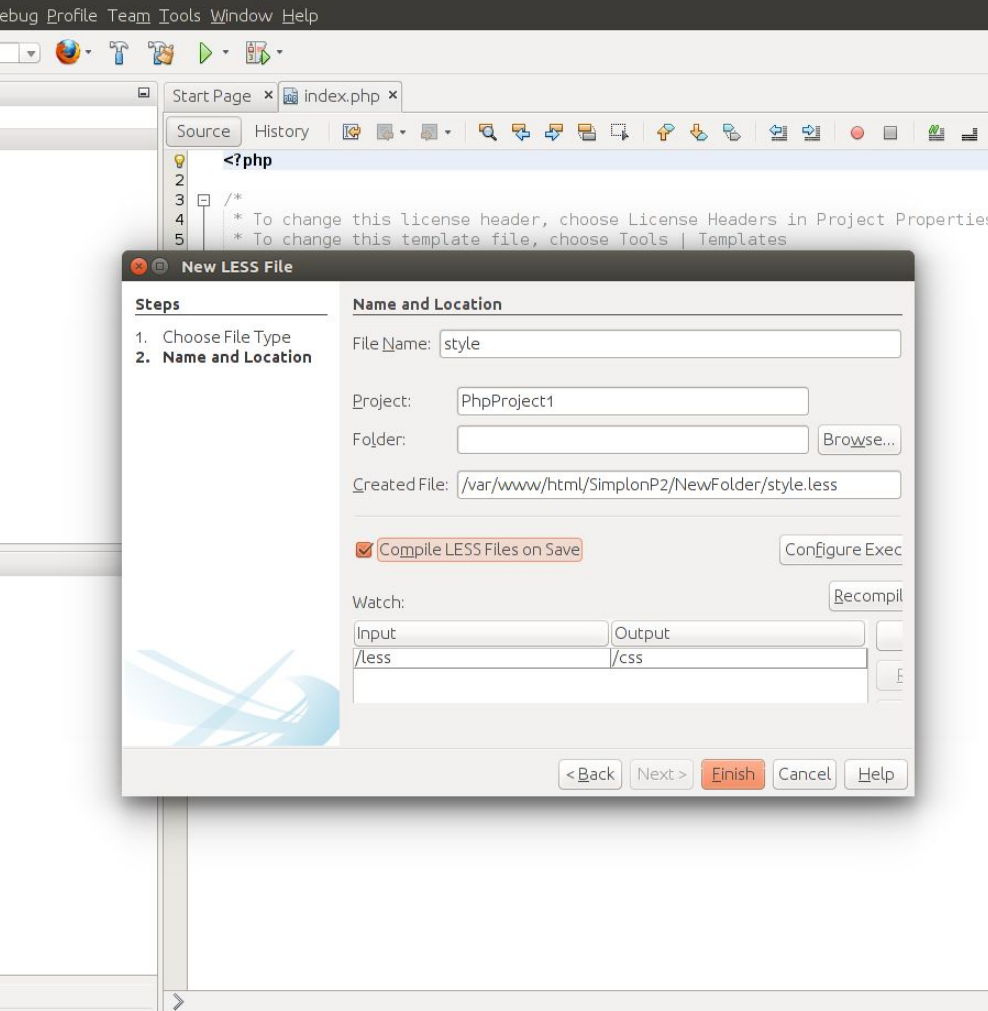 ebug Profile Team Tools Window Help
Start Page × index.php ×
Source History
<?php
2
3 /*
4 * To change this license header, choose License Headers in Project Properties
5 * To change this template file, choose Tools | Templates
New LESS File
Steps
1. Choose File Type
2. Name and Location
Name and Location
File Name: style
Project: PhpProject1
Folder: Browse...
Created File: /var/www/html/SimplonP2/NewFolder/style.less
Compile LESS Files on Save Configure Exec
Watch: Recompil
Input Output
/less /css
< Back Next > Finish Cancel Help